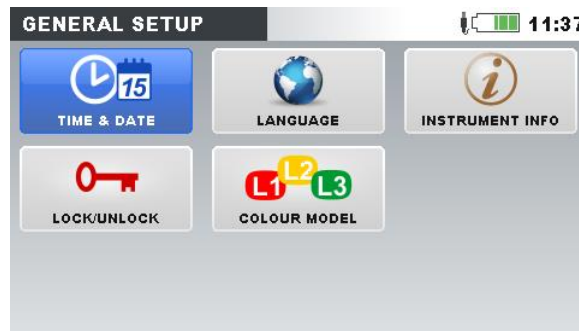 GENERAL SETUP
11:37
15
TIME & DATE
LANGUAGE
i
INSTRUMENT INFO
LOCK/UNLOCK
L1
L2
L3
COLOUR MODEL